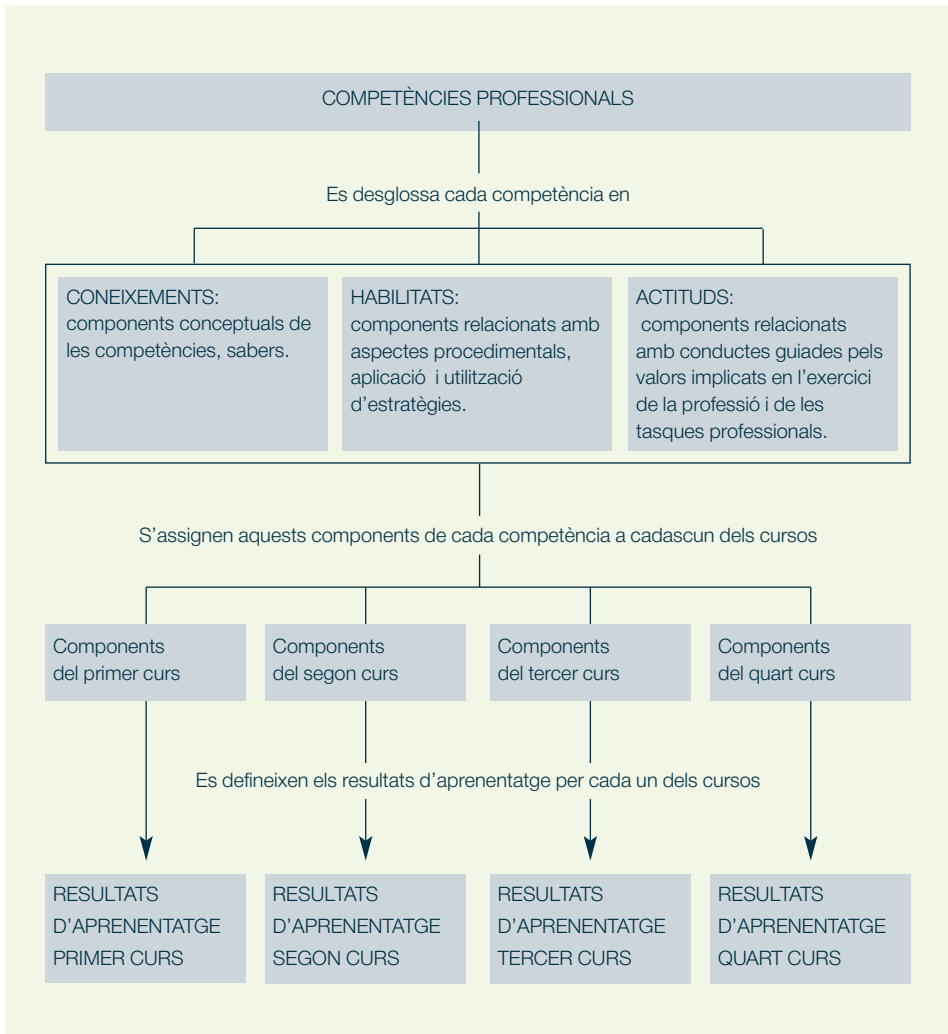 COMPETÈNCIES PROFESSIONALS
Es desglossa cada competència en
CONEIXEMENTS:
components conceptuals de
les competències, sabers.
HABILITATS:
components relacionats amb
aspectes procedimentals,
aplicació i utilització
d’estratègies.
ACTITUDS:
components relacionats
amb conductes guiades pels
valors implicats en l’exercici
de la professió i de les
tasques professionals.
S’assignen aquests components de cada competència a cadascun dels cursos
Components
del primer curs
Components
del segon curs
Components
del tercer curs
Components
del quart curs
Es defineixen els resultats d’aprenentatge per cada un dels cursos
RESULTATS
D’APRENENTATGE
PRIMER CURS
RESULTATS
D’APRENENTATGE
SEGON CURS
RESULTATS
D’APRENENTATGE
TERCER CURS
RESULTATS
D’APRENENTATGE
QUART CURS